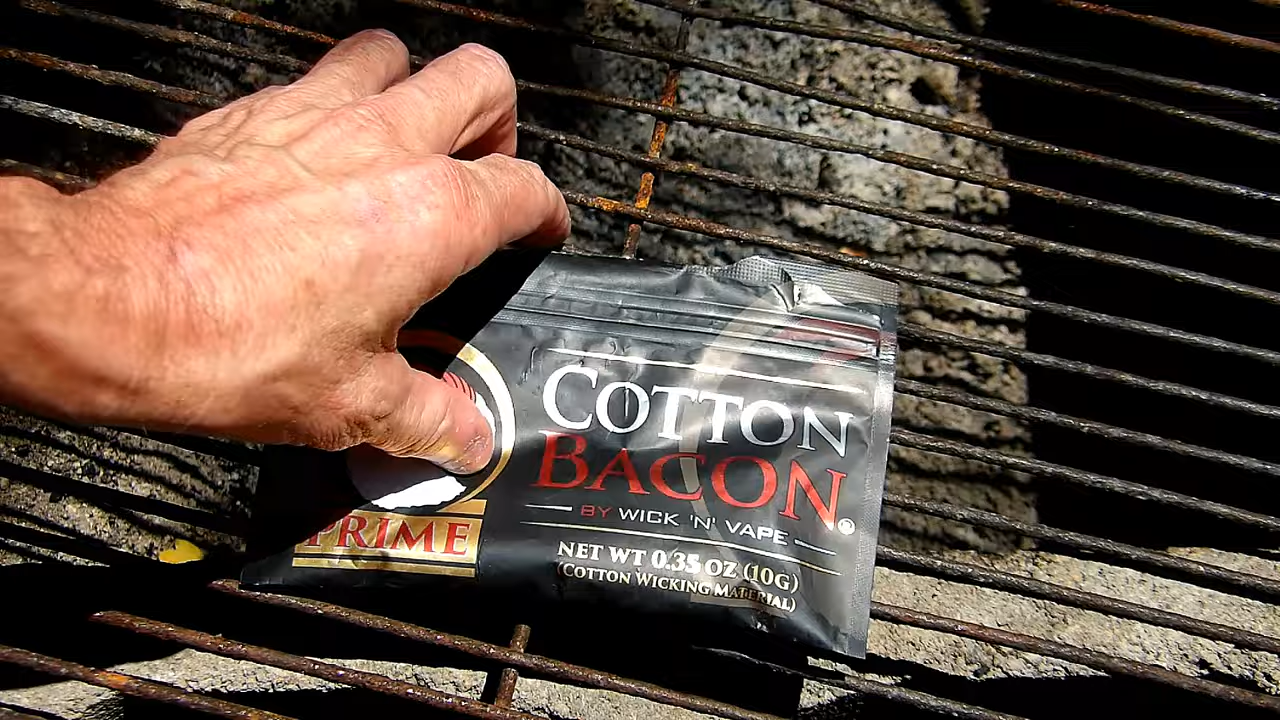 COTTON
BACON®
BY WICK 'N' VAPE
PRIME
NET WT 0.35 OZ (10G)
(COTTON WICKING MATERIAL)